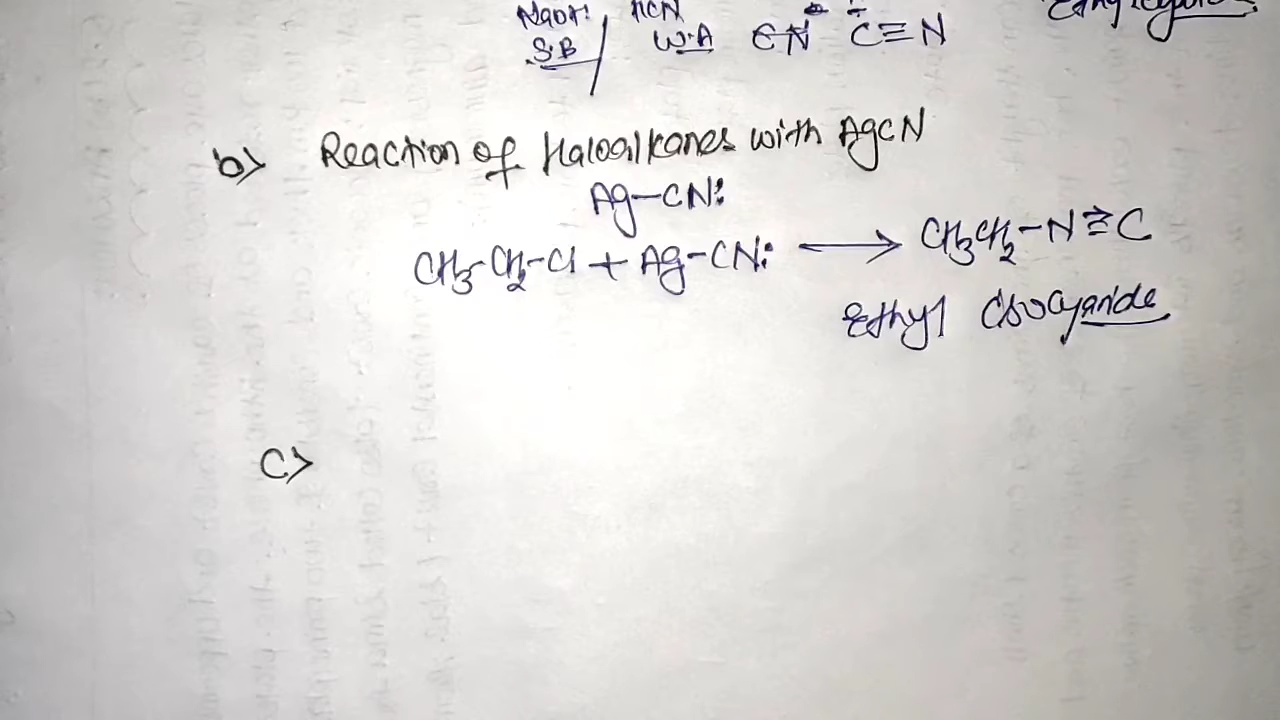 NaOH HCN
S.B W.A CN⊖ C≡N
b> Reaction of Haloalkanes with AgCN
Ag-CN:
CH3-CH2-Cl + Ag-CN: ⟶ CH3CH2-N≡C
Ethyl Isocyanide
C>